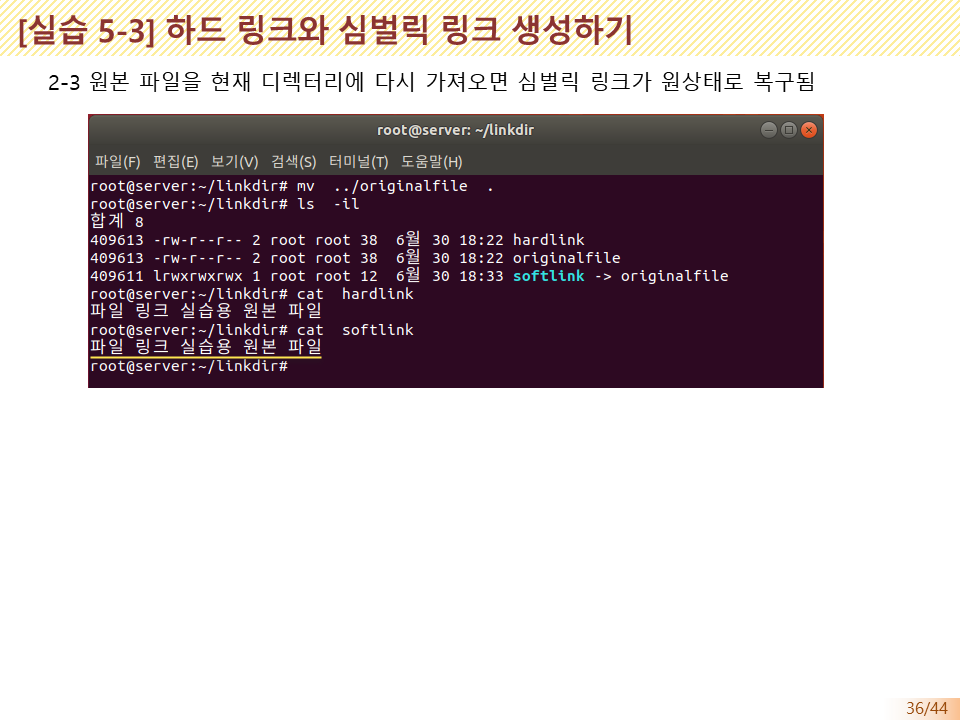 [실습 5-3] 하드 링크와 심벌릭 링크 생성하기
2-3 원본 파일을 현재 디렉터리에 다시 가져오면 심벌릭 링크가 원상태로 복구됨
root@server: ~/linkdir
파일(F) 편집(E) 보기(V) 검색(S) 터미널(T) 도움말(H)
root@server:~/linkdir# mv  ../originalfile  .
root@server:~/linkdir# ls  -il
합계 8
409613 -rw-r--r-- 2 root root 38  6월 30 18:22 hardlink
409613 -rw-r--r-- 2 root root 38  6월 30 18:22 originalfile
409611 lrwxrwxrwx 1 root root 12  6월 30 18:33 softlink -> originalfile
root@server:~/linkdir# cat  hardlink
파일 링크 실습용 원본 파일
root@server:~/linkdir# cat  softlink
파일 링크 실습용 원본 파일
root@server:~/linkdir#
36/44